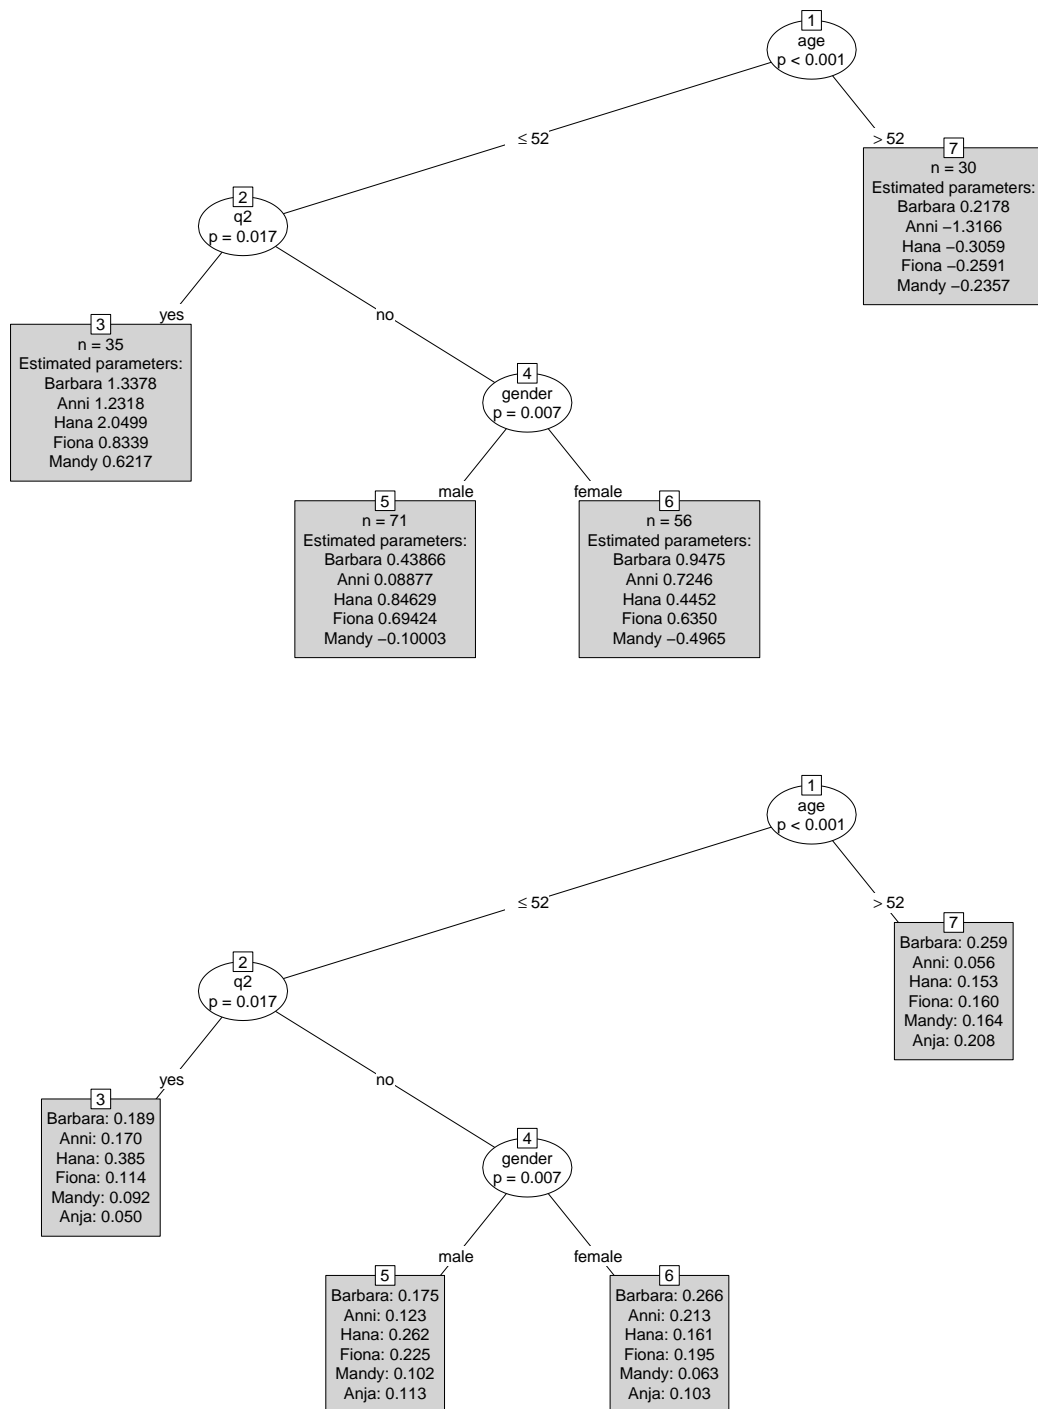 1
age
p < 0.001
≤ 52
> 52
2
q2
p = 0.017
7
n = 30
Estimated parameters:
Barbara 0.2178
Anni −1.3166
Hana −0.3059
Fiona −0.2591
Mandy −0.2357
yes
no
3
n = 35
Estimated parameters:
Barbara 1.3378
Anni 1.2318
Hana 2.0499
Fiona 0.8339
Mandy 0.6217
4
gender
p = 0.007
male
female
5
n = 71
Estimated parameters:
Barbara 0.43866
Anni 0.08877
Hana 0.84629
Fiona 0.69424
Mandy −0.10003
6
n = 56
Estimated parameters:
Barbara 0.9475
Anni 0.7246
Hana 0.4452
Fiona 0.6350
Mandy −0.4965
1
age
p < 0.001
≤ 52
> 52
2
q2
p = 0.017
7
Barbara: 0.259
Anni: 0.056
Hana: 0.153
Fiona: 0.160
Mandy: 0.164
Anja: 0.208
yes
no
3
Barbara: 0.189
Anni: 0.170
Hana: 0.385
Fiona: 0.114
Mandy: 0.092
Anja: 0.050
4
gender
p = 0.007
male
female
5
Barbara: 0.175
Anni: 0.123
Hana: 0.262
Fiona: 0.225
Mandy: 0.102
Anja: 0.113
6
Barbara: 0.266
Anni: 0.213
Hana: 0.161
Fiona: 0.195
Mandy: 0.063
Anja: 0.103